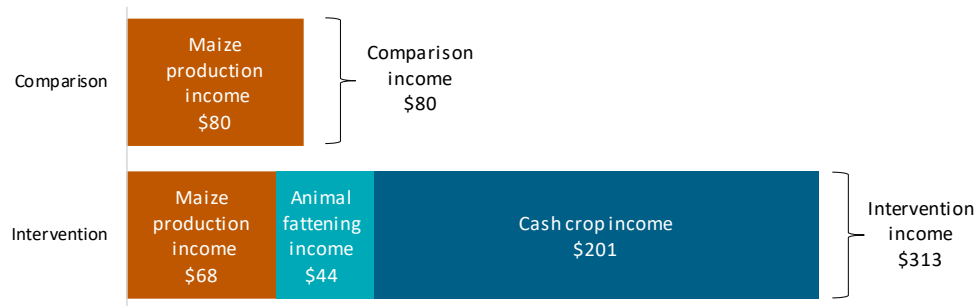 Comparison
Maize
production
income
$80
Comparison
income
$80
Intervention
Maize
production
income
$68
Animal
fattening
income
$44
Cash crop income
$201
Intervention
income
$313